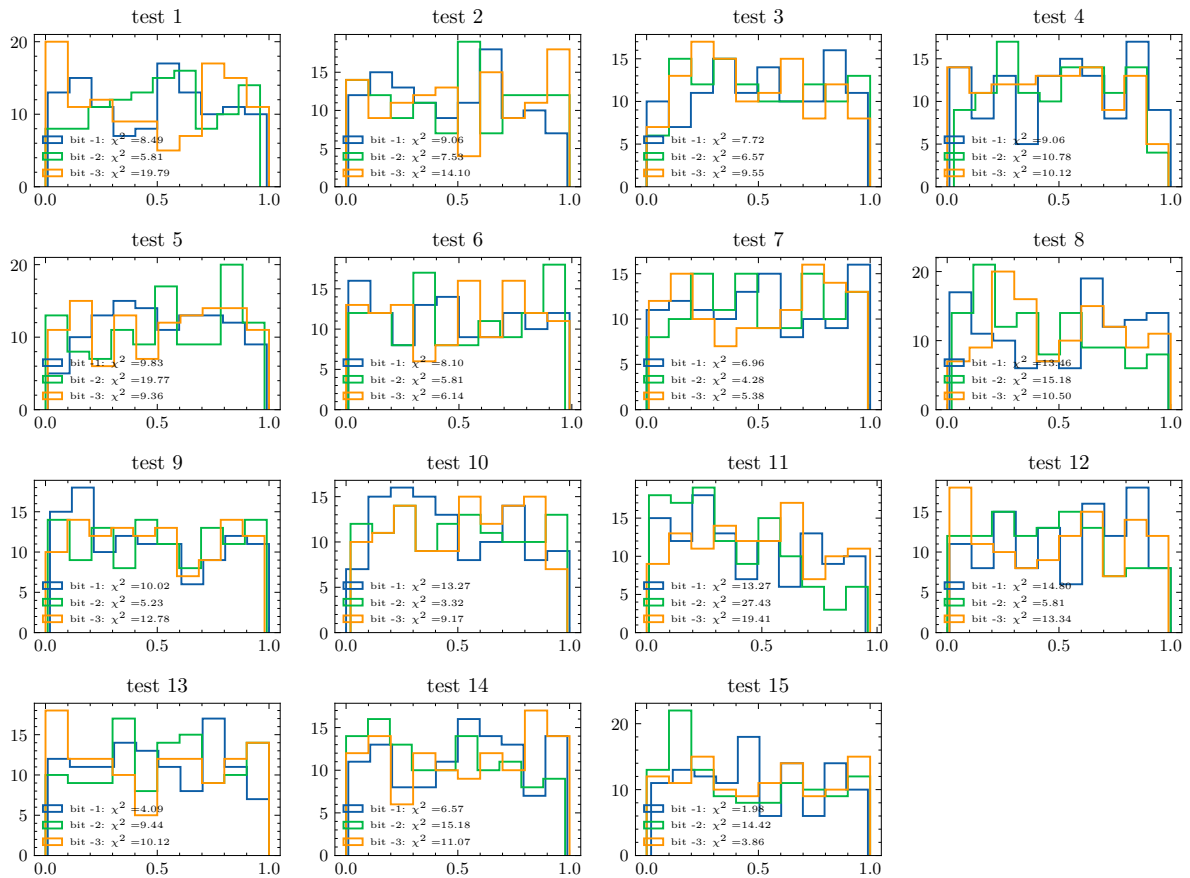 test 1
test 2
test 3
test 4
20
15
10
5
0
bit -1: χ² =8.49
bit -2: χ² =5.81
bit -3: χ² =19.79
0.0 0.5 1.0
15
10
5
0
bit -1: χ² =9.06
bit -2: χ² =7.53
bit -3: χ² =14.10
0.0 0.5 1.0
15
10
5
0
bit -1: χ² =7.72
bit -2: χ² =6.57
bit -3: χ² =9.55
0.0 0.5 1.0
15
10
5
0
bit -1: χ² =9.06
bit -2: χ² =10.78
bit -3: χ² =10.12
0.0 0.5 1.0
test 5
test 6
test 7
test 8
20
15
10
5
0
bit -1: χ² =9.83
bit -2: χ² =19.77
bit -3: χ² =9.36
0.0 0.5 1.0
15
10
5
0
bit -1: χ² =8.10
bit -2: χ² =5.81
bit -3: χ² =6.14
0.0 0.5 1.0
15
10
5
0
bit -1: χ² =6.96
bit -2: χ² =4.28
bit -3: χ² =5.38
0.0 0.5 1.0
20
10
0
bit -1: χ² =13.46
bit -2: χ² =15.18
bit -3: χ² =10.50
0.0 0.5 1.0
test 9
test 10
test 11
test 12
15
10
5
0
bit -1: χ² =10.02
bit -2: χ² =5.23
bit -3: χ² =12.78
0.0 0.5 1.0
15
10
5
0
bit -1: χ² =13.27
bit -2: χ² =3.32
bit -3: χ² =9.17
0.0 0.5 1.0
15
10
5
0
bit -1: χ² =13.27
bit -2: χ² =27.43
bit -3: χ² =19.41
0.0 0.5 1.0
15
10
5
0
bit -1: χ² =14.80
bit -2: χ² =5.81
bit -3: χ² =13.34
0.0 0.5 1.0
test 13
test 14
test 15
15
10
5
0
bit -1: χ² =4.09
bit -2: χ² =9.44
bit -3: χ² =10.12
0.0 0.5 1.0
15
10
5
0
bit -1: χ² =6.57
bit -2: χ² =15.18
bit -3: χ² =11.07
0.0 0.5 1.0
20
10
0
bit -1: χ² =1.98
bit -2: χ² =14.42
bit -3: χ² =3.86
0.0 0.5 1.0